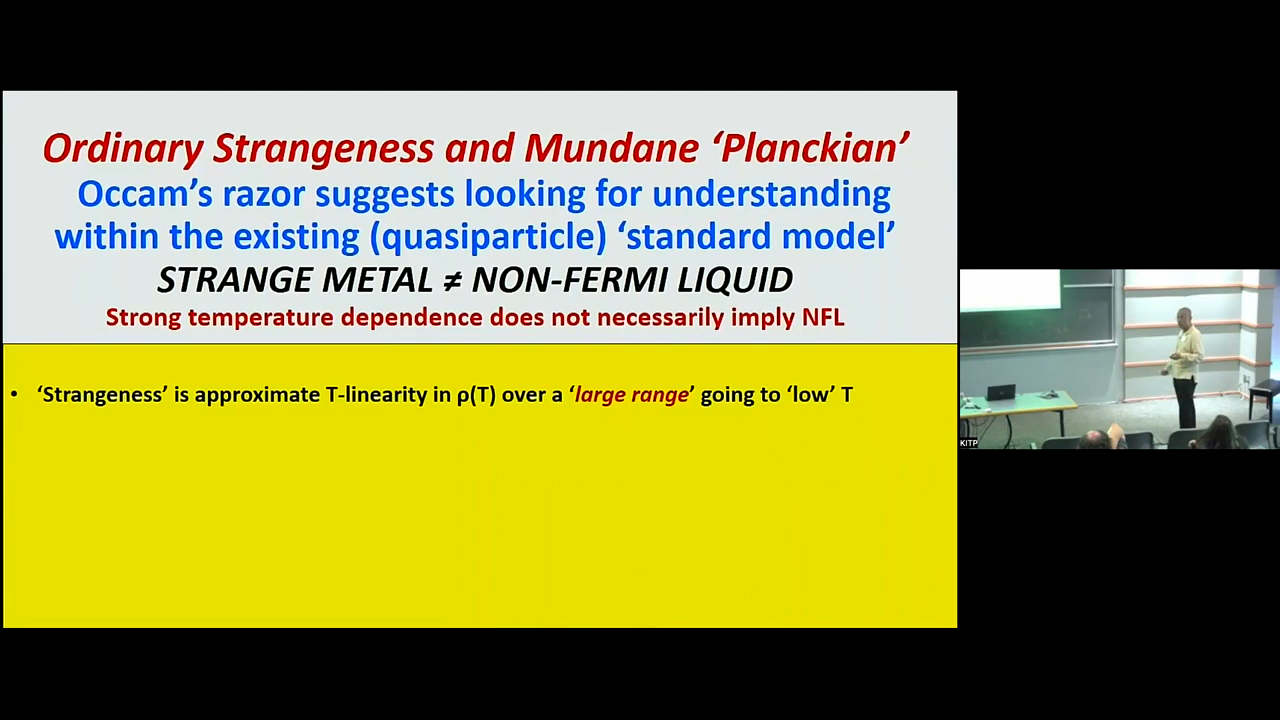 Ordinary Strangeness and Mundane ‘Planckian’
Occam’s razor suggests looking for understanding
within the existing (quasiparticle) ‘standard model’
STRANGE METAL ≠ NON-FERMI LIQUID
Strong temperature dependence does not necessarily imply NFL
• ‘Strangeness’ is approximate T-linearity in ρ(T) over a ‘large range’ going to ‘low’ T
KITP